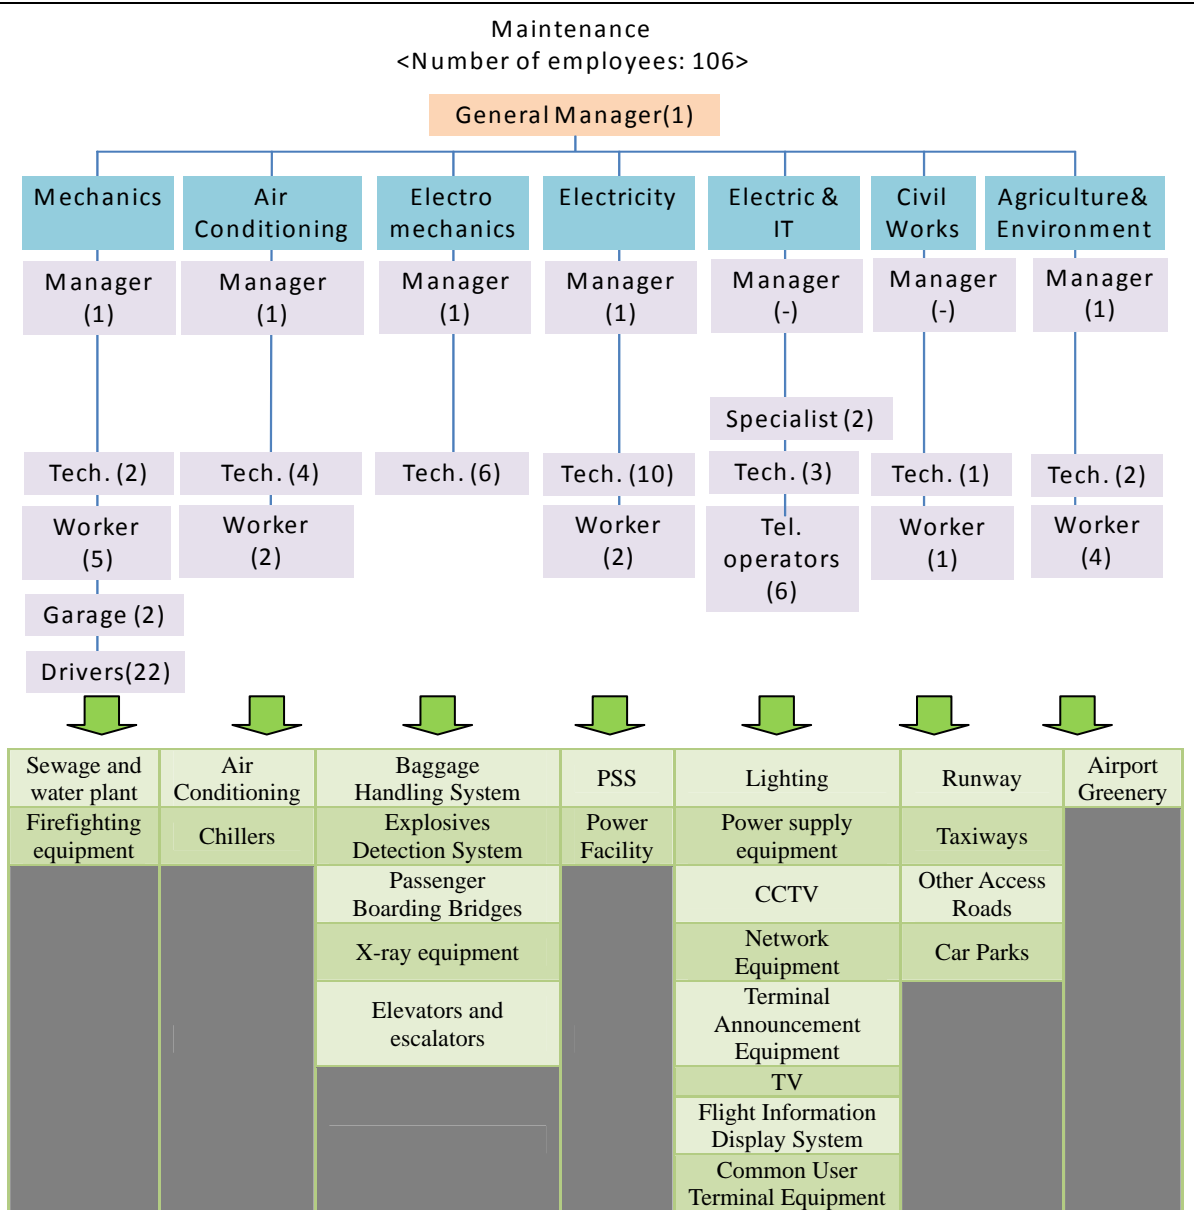 Maintenance
<Number of employees: 106>
General Manager(1)
Mechanics
Air
Conditioning
Electro
mechanics
Electricity
Electric &
IT
Civil
Works
Agriculture&
Environment
Manager
(1)
Manager
(1)
Manager
(1)
Manager
(1)
Manager
(-)
Manager
(-)
Manager
(1)
Specialist (2)
Tech. (2)
Tech. (4)
Tech. (6)
Tech. (10)
Tech. (3)
Tech. (1)
Tech. (2)
Worker
(5)
Worker
(2)
Worker
(2)
Tel.
operators
(6)
Worker
(1)
Worker
(4)
Garage (2)
Drivers(22)
Sewage and
water plant
Air
Conditioning
Baggage
Handling System
PSS
Lighting
Runway
Airport
Greenery
Firefighting
equipment
Chillers
Explosives
Detection System
Power
Facility
Power supply
equipment
Taxiways
Passenger
Boarding Bridges
CCTV
Other Access
Roads
X-ray equipment
Network
Equipment
Car Parks
Elevators and
escalators
Terminal
Announcement
Equipment
TV
Flight Information
Display System
Common User
Terminal Equipment